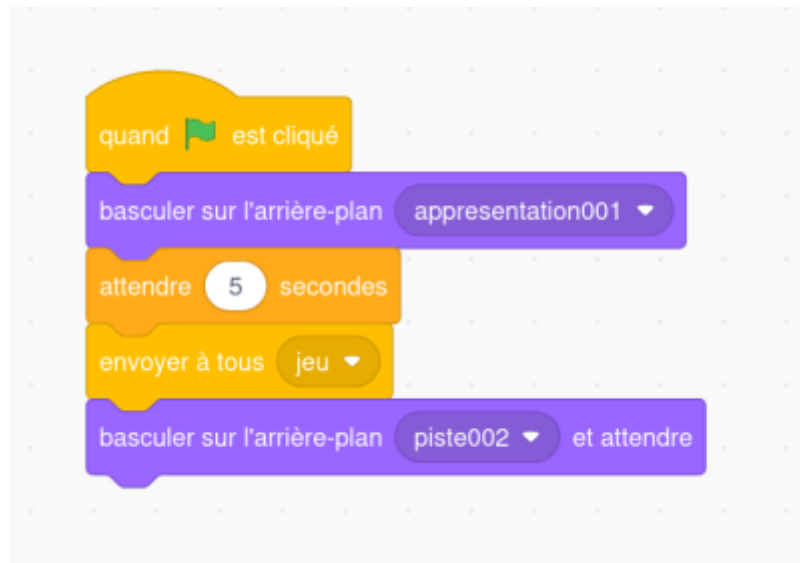 quand est cliqué
basculer sur l'arrière-plan appresentation001
attendre 5 secondes
envoyer à tous jeu
basculer sur l'arrière-plan piste002 et attendre